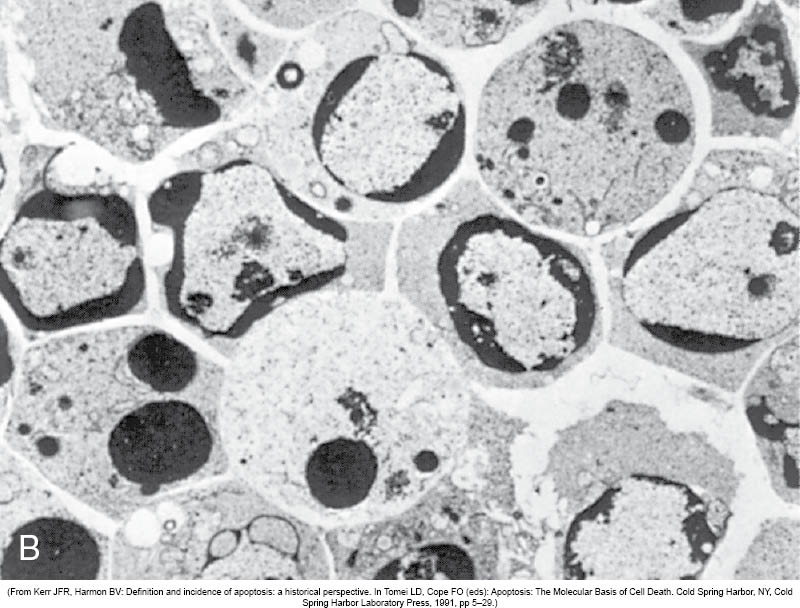 B
(From Kerr JFR, Harmon BV: Definition and incidence of apoptosis: a historical perspective. In Tomei LD, Cope FO (eds): Apoptosis: The Molecular Basis of Cell Death. Cold Spring Harbor, NY, Cold
Spring Harbor Laboratory Press, 1991, pp 5–29.)